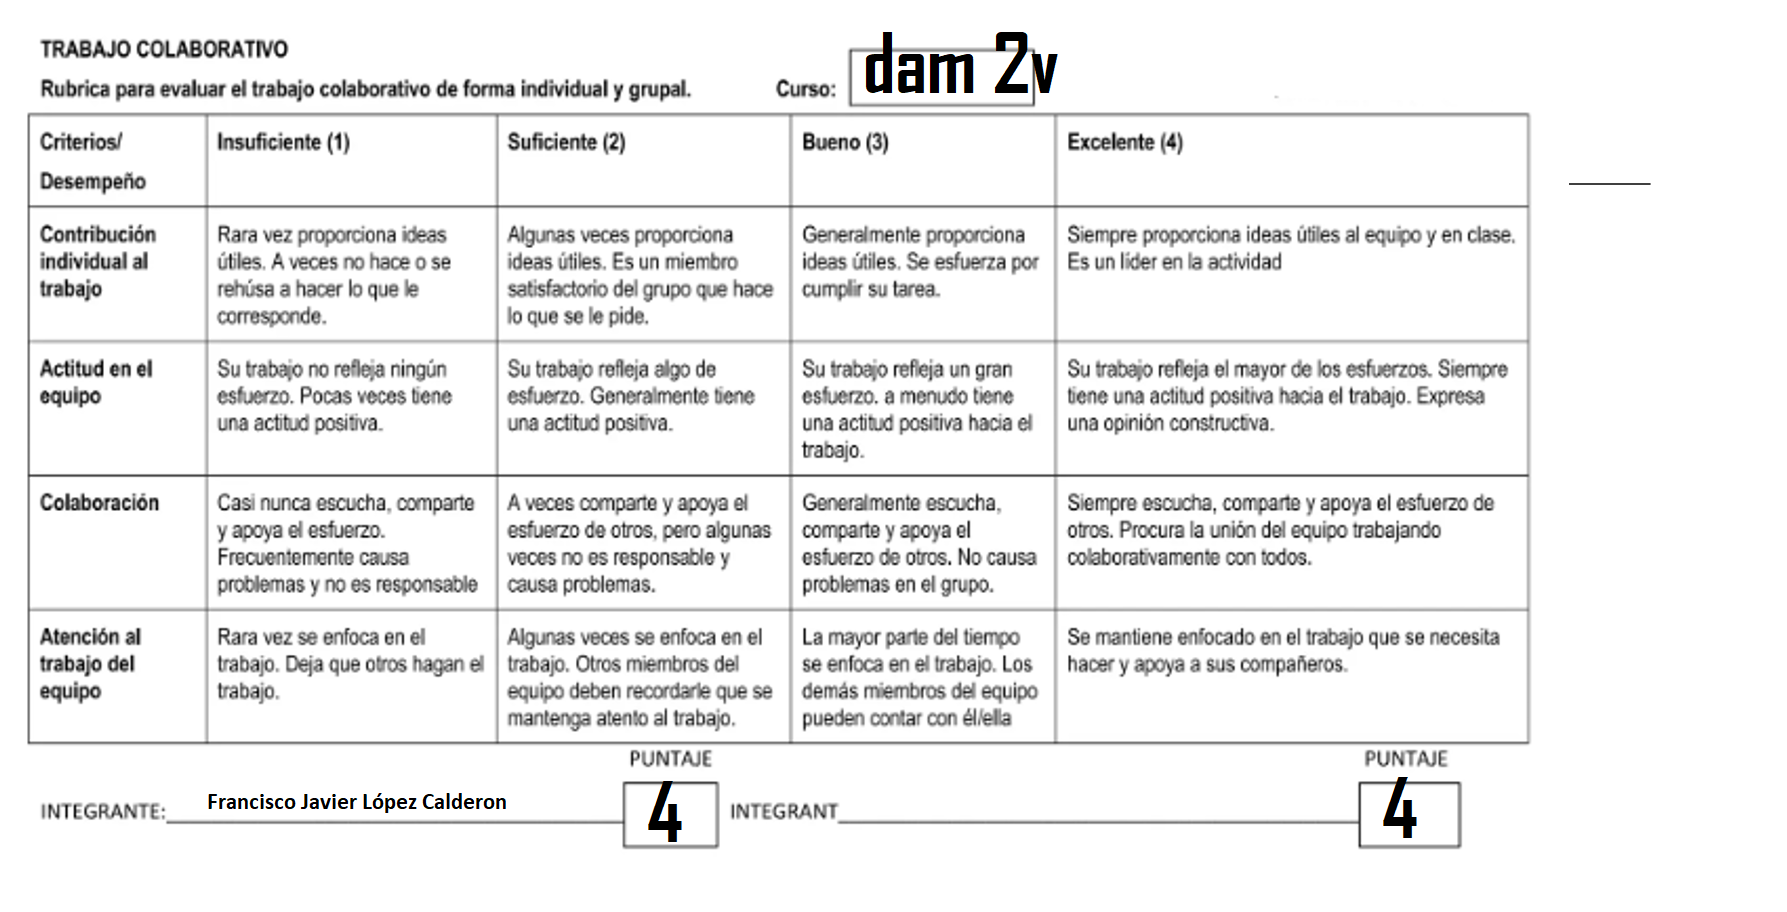 TRABAJO COLABORATIVO
Rubrica para evaluar el trabajo colaborativo de forma individual y grupal. Curso: dam 2v
Criterios/
Desempeño
Insuficiente (1)
Suficiente (2)
Bueno (3)
Excelente (4)
Contribución
individual al
trabajo
Rara vez proporciona ideas
útiles. A veces no hace o se
rehúsa a hacer lo que le
corresponde.
Algunas veces proporciona
ideas útiles. Es un miembro
satisfactorio del grupo que hace
lo que se le pide.
Generalmente proporciona
ideas útiles. Se esfuerza por
cumplir su tarea.
Siempre proporciona ideas útiles al equipo y en clase.
Es un líder en la actividad
Actitud en el
equipo
Su trabajo no refleja ningún
esfuerzo. Pocas veces tiene
una actitud positiva.
Su trabajo refleja algo de
esfuerzo. Generalmente tiene
una actitud positiva.
Su trabajo refleja un gran
esfuerzo. a menudo tiene
una actitud positiva hacia el
trabajo.
Su trabajo refleja el mayor de los esfuerzos. Siempre
tiene una actitud positiva hacia el trabajo. Expresa
una opinión constructiva.
Colaboración
Casi nunca escucha, comparte
y apoya el esfuerzo.
Frecuentemente causa
problemas y no es responsable
A veces comparte y apoya el
esfuerzo de otros, pero algunas
veces no es responsable y
causa problemas.
Generalmente escucha,
comparte y apoya el
esfuerzo de otros. No causa
problemas en el grupo.
Siempre escucha, comparte y apoya el esfuerzo de
otros. Procura la unión del equipo trabajando
colaborativamente con todos.
Atención al
trabajo del
equipo
Rara vez se enfoca en el
trabajo. Deja que otros hagan el
trabajo.
Algunas veces se enfoca en el
trabajo. Otros miembros del
equipo deben recordarle que se
mantenga atento al trabajo.
La mayor parte del tiempo
se enfoca en el trabajo. Los
demás miembros del equipo
pueden contar con él/ella
Se mantiene enfocado en el trabajo que se necesita
hacer y apoya a sus compañeros.
PUNTAJE
PUNTAJE
INTEGRANTE: Francisco Javier López Calderon 4
INTEGRANT 4